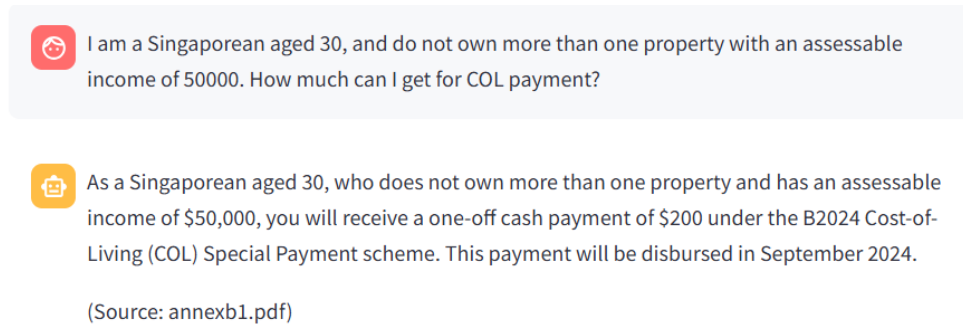 I am a Singaporean aged 30, and do not own more than one property with an assessable
income of 50000. How much can I get for COL payment?
As a Singaporean aged 30, who does not own more than one property and has an assessable
income of $50,000, you will receive a one-off cash payment of $200 under the B2024 Cost-of-
Living (COL) Special Payment scheme. This payment will be disbursed in September 2024.
(Source: annexb1.pdf)